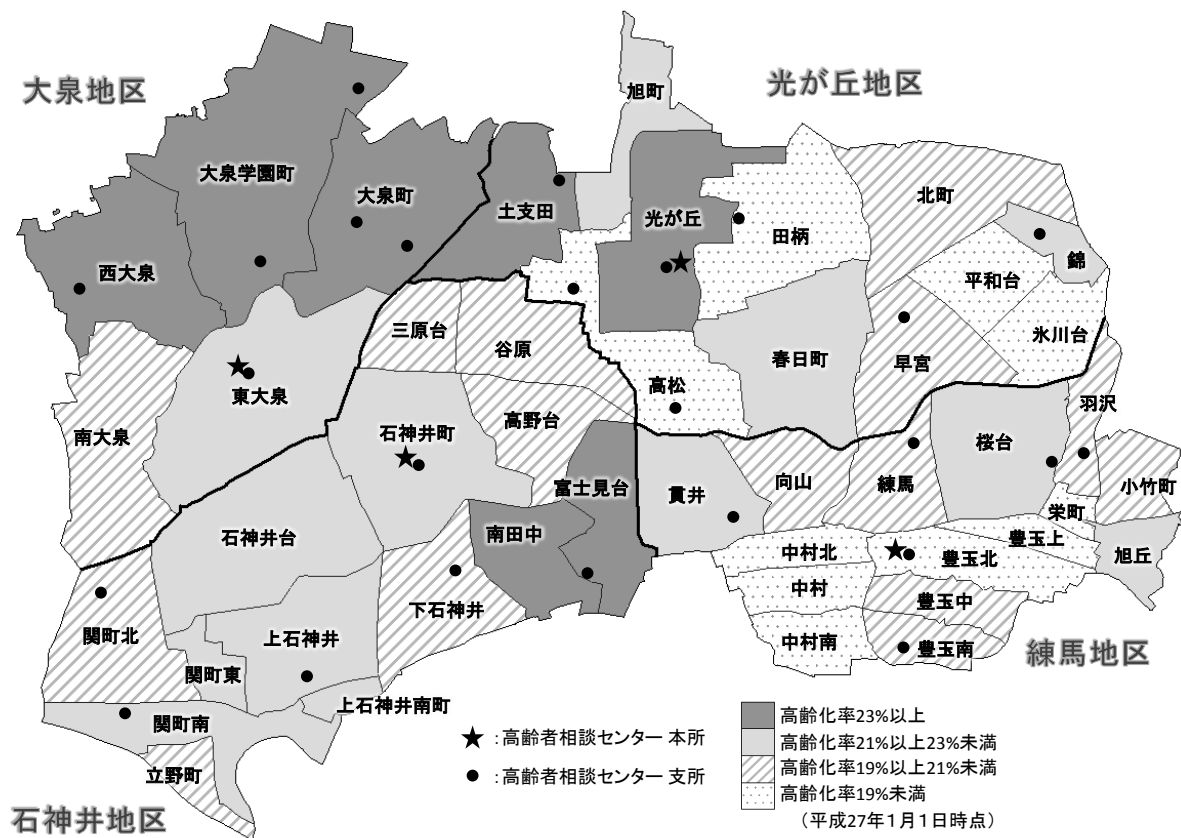 大泉地区
光が丘地区
旭町
大泉学園町
大泉町
北町
土支田
光が丘
田柄
西大泉
錦
平和台
三原台
谷原
氷川台
春日町
早宮
東大泉
高松
羽沢
南大泉
石神井町
高野台
桜台
富士見台
貫井
向山
練馬
小竹町
栄町
石神井台
南田中
豊玉上
中村北
豊玉北
旭丘
中村
下石神井
豊玉中
関町北
上石神井
中村南
豊玉南
練馬地区
関町東
上石神井南町
関町南
立野町
石神井地区
★ :高齢者相談センター 本所
● :高齢者相談センター 支所
高齢化率23%以上
高齢化率21%以上23%未満
高齢化率19%以上21%未満
高齢化率19%未満
(平成27年1月1日時点)